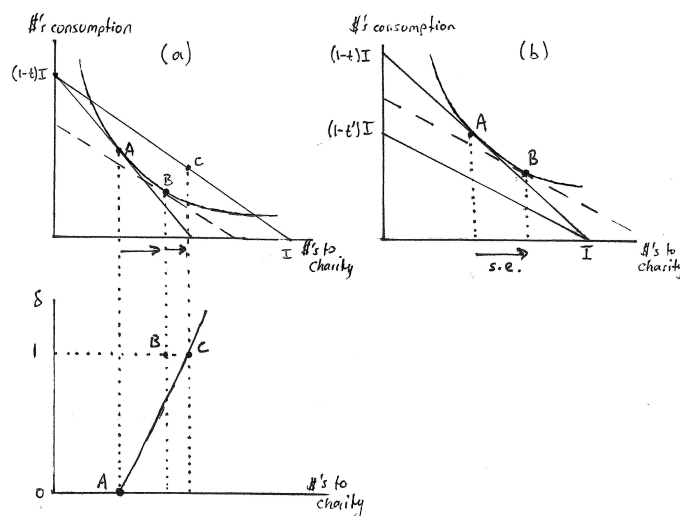 $'s consumption
(a)
(1-t)I
A
C
B
I
$'s to
charity
$'s consumption
(b)
(1-t)I
(1-t')I
A
B
I
$'s to
charity
s.e.
δ
1
B
C
A
0
$'s to
charity